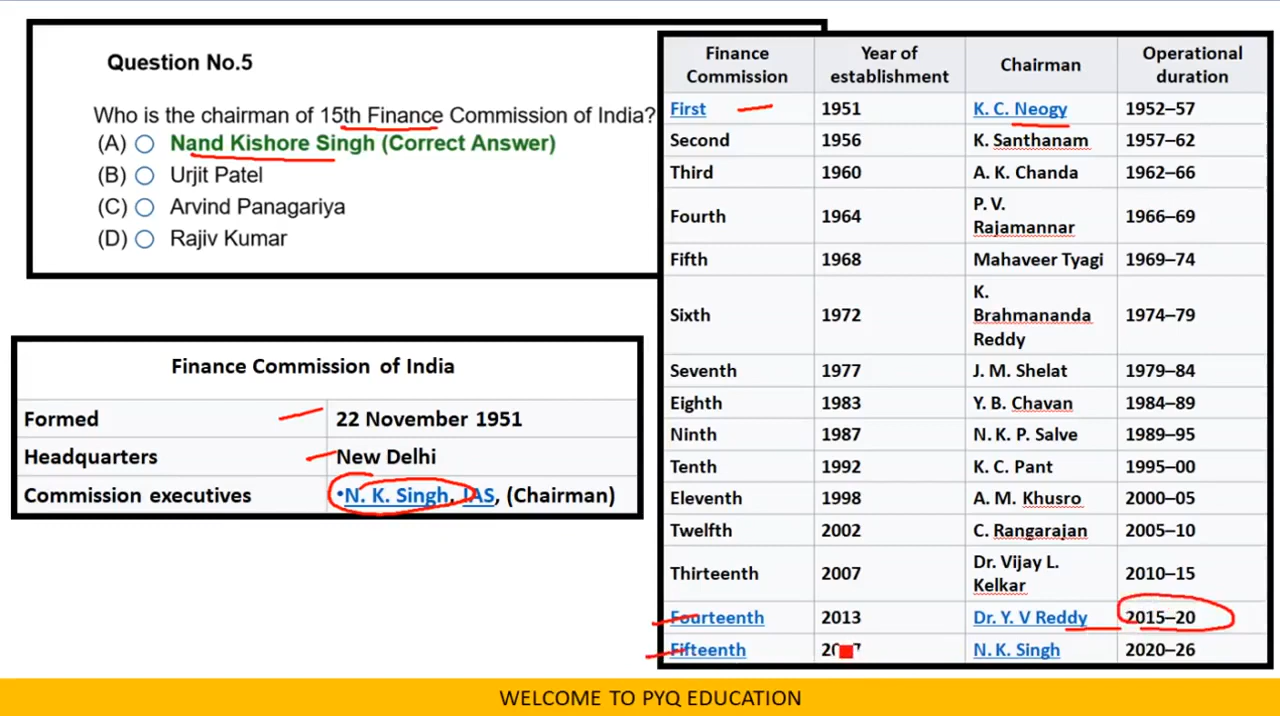 Question No.5
Who is the chairman of 15th Finance Commission of India?
(A) Nand Kishore Singh (Correct Answer)
(B) Urjit Patel
(C) Arvind Panagariya
(D) Rajiv Kumar
Finance Commission of India
Formed 22 November 1951
Headquarters New Delhi
Commission executives •N. K. Singh, IAS, (Chairman)
Finance Commission Year of establishment Chairman Operational duration
First 1951 K. C. Neogy 1952–57
Second 1956 K. Santhanam 1957–62
Third 1960 A. K. Chanda 1962–66
Fourth 1964 P. V. Rajamannar 1966–69
Fifth 1968 Mahaveer Tyagi 1969–74
Sixth 1972 K. Brahmananda Reddy 1974–79
Seventh 1977 J. M. Shelat 1979–84
Eighth 1983 Y. B. Chavan 1984–89
Ninth 1987 N. K. P. Salve 1989–95
Tenth 1992 K. C. Pant 1995–00
Eleventh 1998 A. M. Khusro 2000–05
Twelfth 2002 C. Rangarajan 2005–10
Thirteenth 2007 Dr. Vijay L. Kelkar 2010–15
Fourteenth 2013 Dr. Y. V Reddy 2015–20
Fifteenth N. K. Singh 2020–26
WELCOME TO PYQ EDUCATION